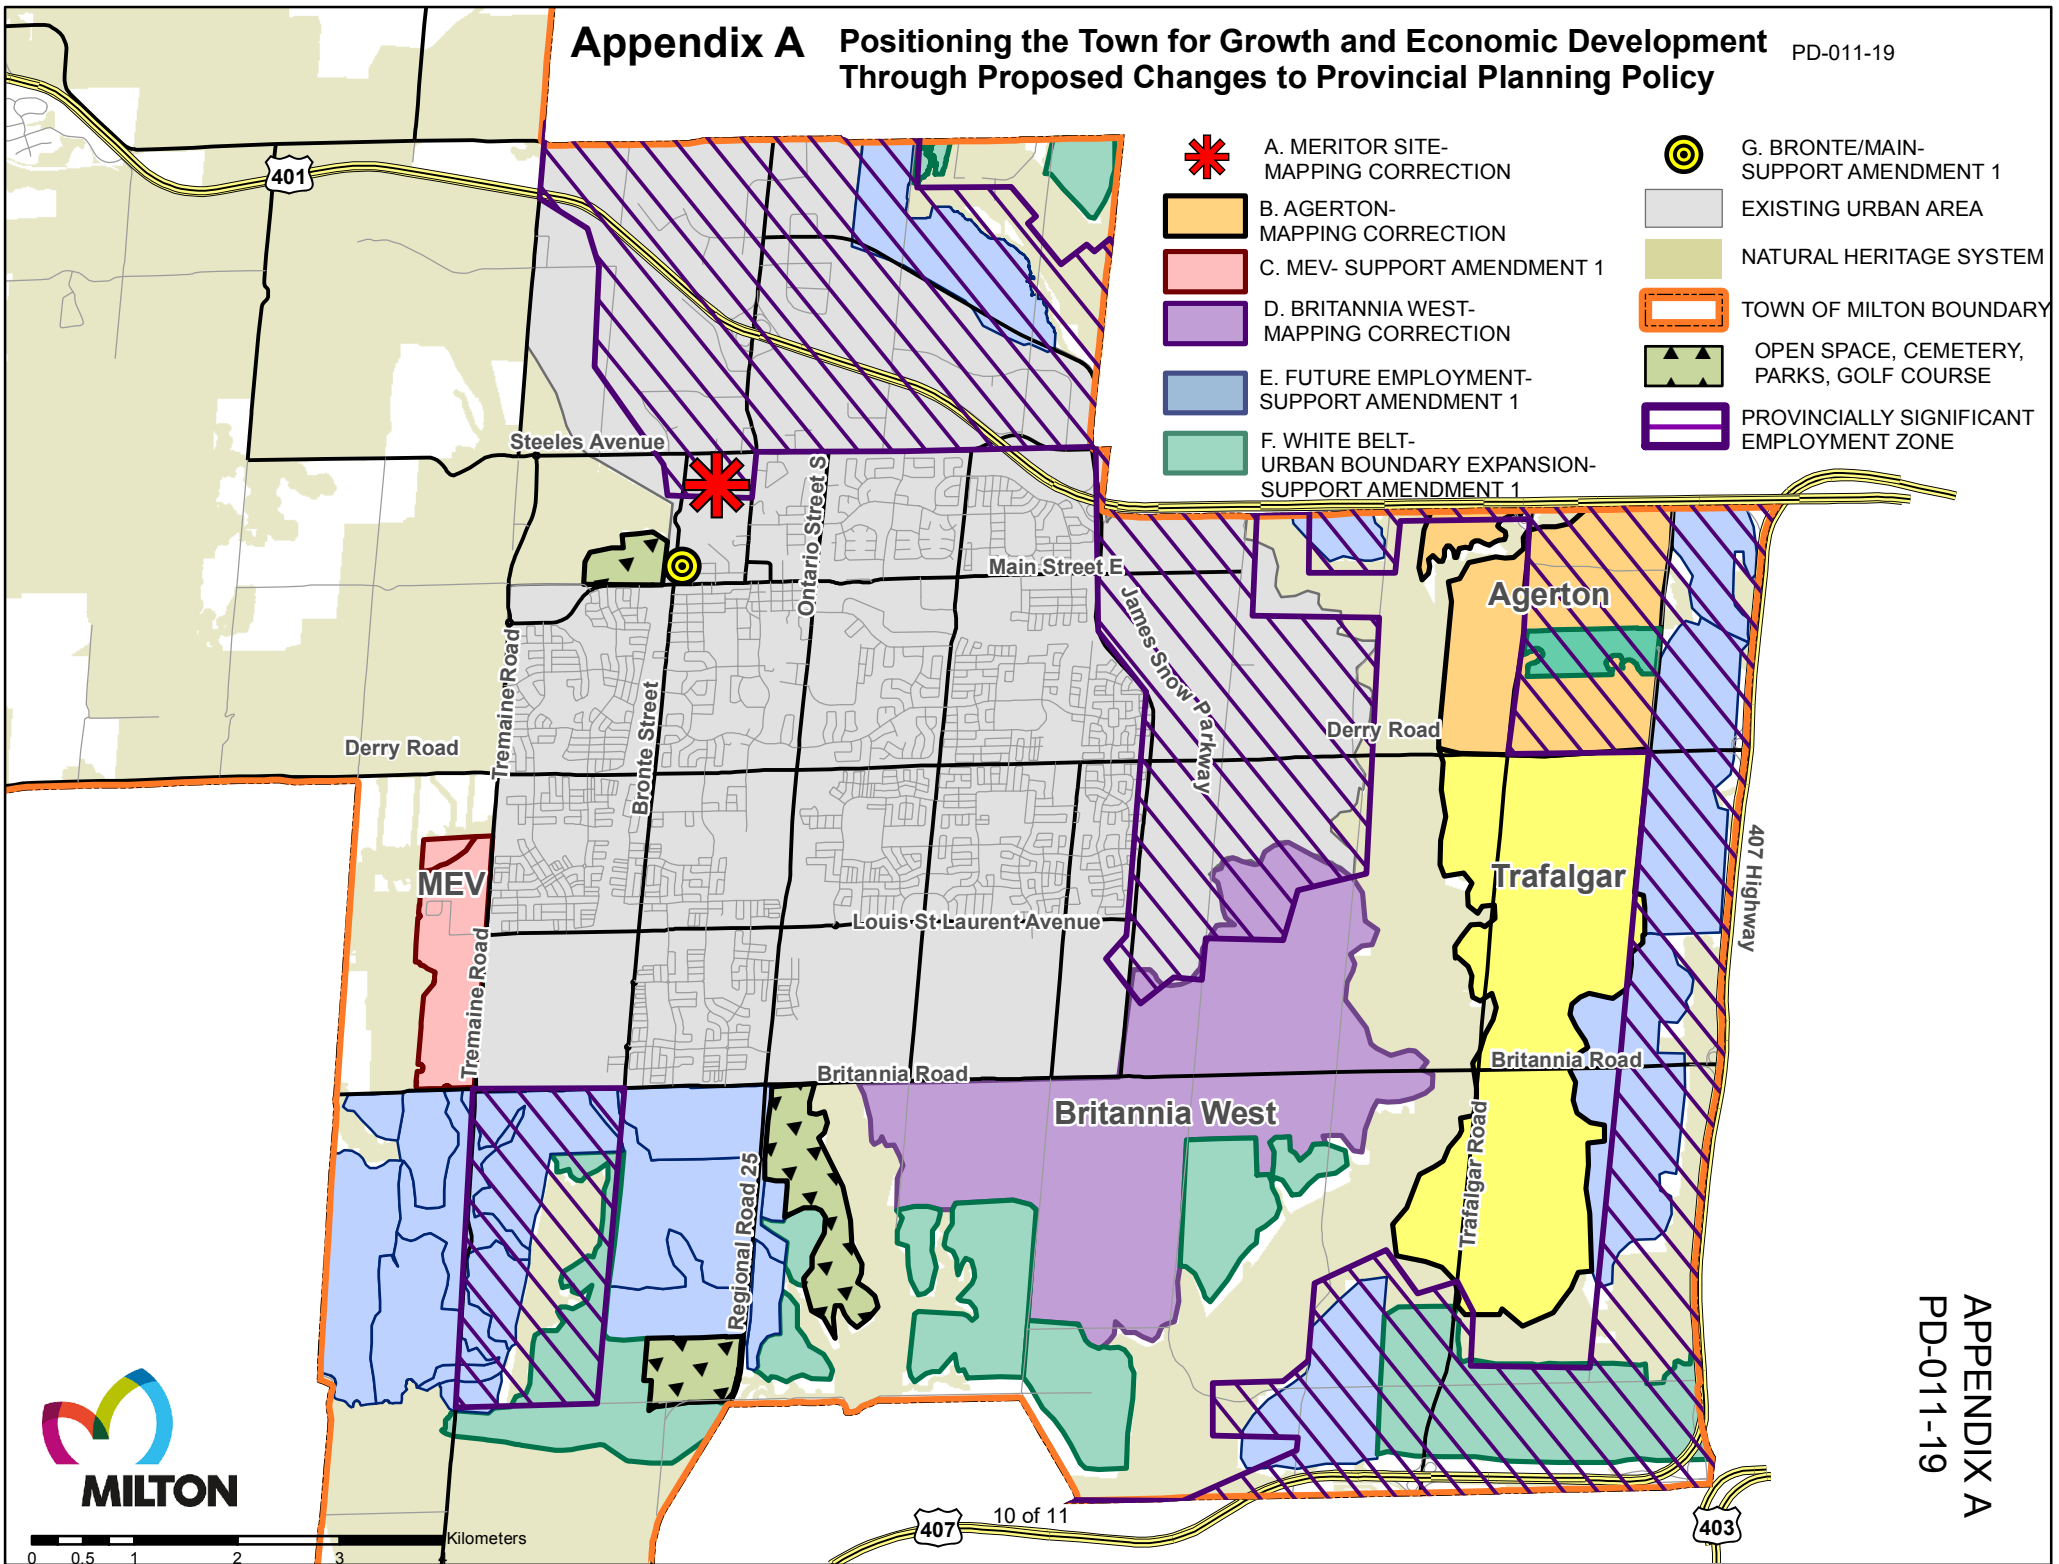 Appendix A
Positioning the Town for Growth and Economic Development
Through Proposed Changes to Provincial Planning Policy
PD-011-19
A. MERITOR SITE-
MAPPING CORRECTION
B. AGERTON-
MAPPING CORRECTION
C. MEV- SUPPORT AMENDMENT 1
D. BRITANNIA WEST-
MAPPING CORRECTION
E. FUTURE EMPLOYMENT-
SUPPORT AMENDMENT 1
F. WHITE BELT-
URBAN BOUNDARY EXPANSION-
SUPPORT AMENDMENT 1
G. BRONTE/MAIN-
SUPPORT AMENDMENT 1
EXISTING URBAN AREA
NATURAL HERITAGE SYSTEM
TOWN OF MILTON BOUNDARY
OPEN SPACE, CEMETERY,
PARKS, GOLF COURSE
PROVINCIALLY SIGNIFICANT
EMPLOYMENT ZONE
401
Steeles Avenue
Ontario Street S
Main Street E
James Snow Parkway
Agerton
Tremaine Road
Bronte Street
Derry Road
Derry Road
MEV
Trafalgar
407 Highway
Louis St Laurent Avenue
Tremaine Road
Britannia Road
Britannia Road
Britannia West
Trafalgar Road
Regional Road 25
APPENDIX A
PD-011-19
MILTON
Kilometers
0 0.5 1 2 3 4
407
10 of 11
403